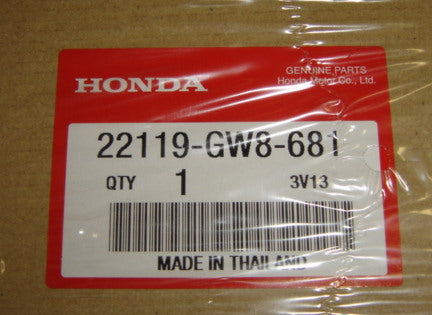 HONDA
GENUINE PARTS
Honda Motor Co., Ltd.
22119-GW8-681
QTY 1 3V13
MADE IN THAILAND